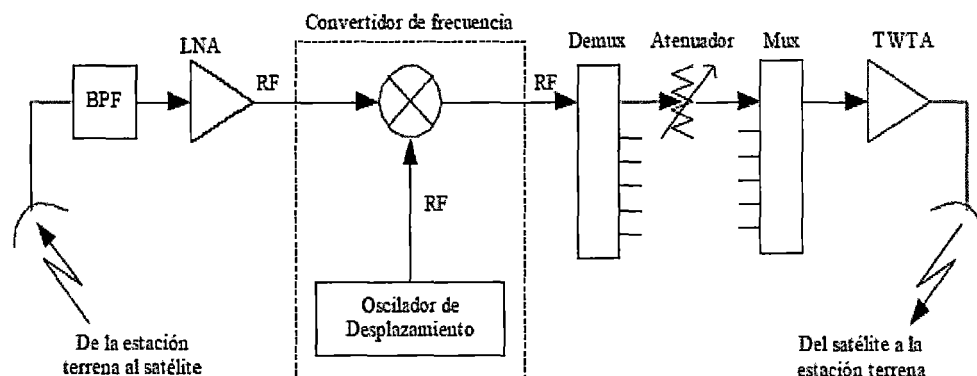 Convertidor de frecuencia
LNA
Demux
Atenuador
Mux
TWTA
BPF
RF
RF
RF
Oscilador de
Desplazamiento
De la estación
terrena al satélite
Del satélite a la
estación terrena